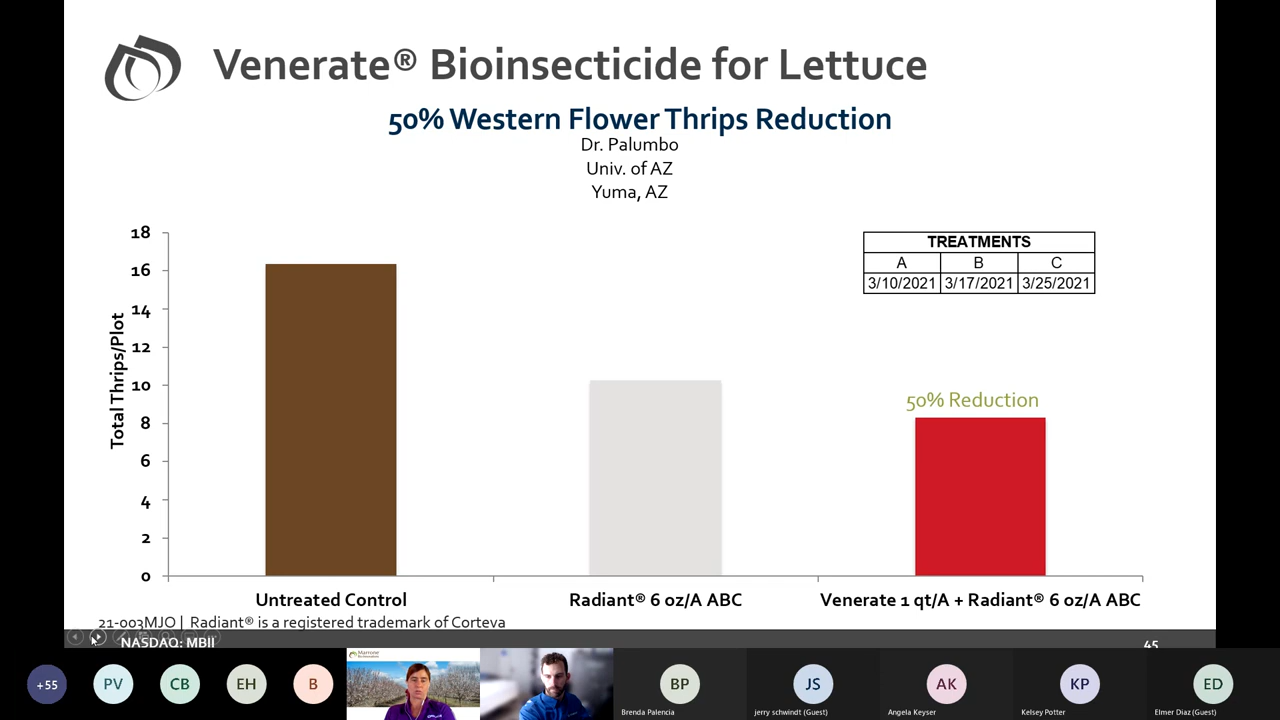 Venerate® Bioinsecticide for Lettuce
50% Western Flower Thrips Reduction
Dr. Palumbo
Univ. of AZ
Yuma, AZ
18
16
14
12
10
8
6
4
2
0
Total Thrips/Plot
TREATMENTS
A B C
3/10/2021 3/17/2021 3/25/2021
50% Reduction
Untreated Control
Radiant® 6 oz/A ABC
Venerate 1 qt/A + Radiant® 6 oz/A ABC
21-003MJO | Radiant® is a registered trademark of Corteva
NASDAQ: MBII
45
+55
PV
CB
EH
B
Marrone
BP
JS
AK
KP
ED
Brenda Palencia
jerry schwindt (Guest)
Angela Keyser
Kelsey Potter
Elmer Diaz (Guest)